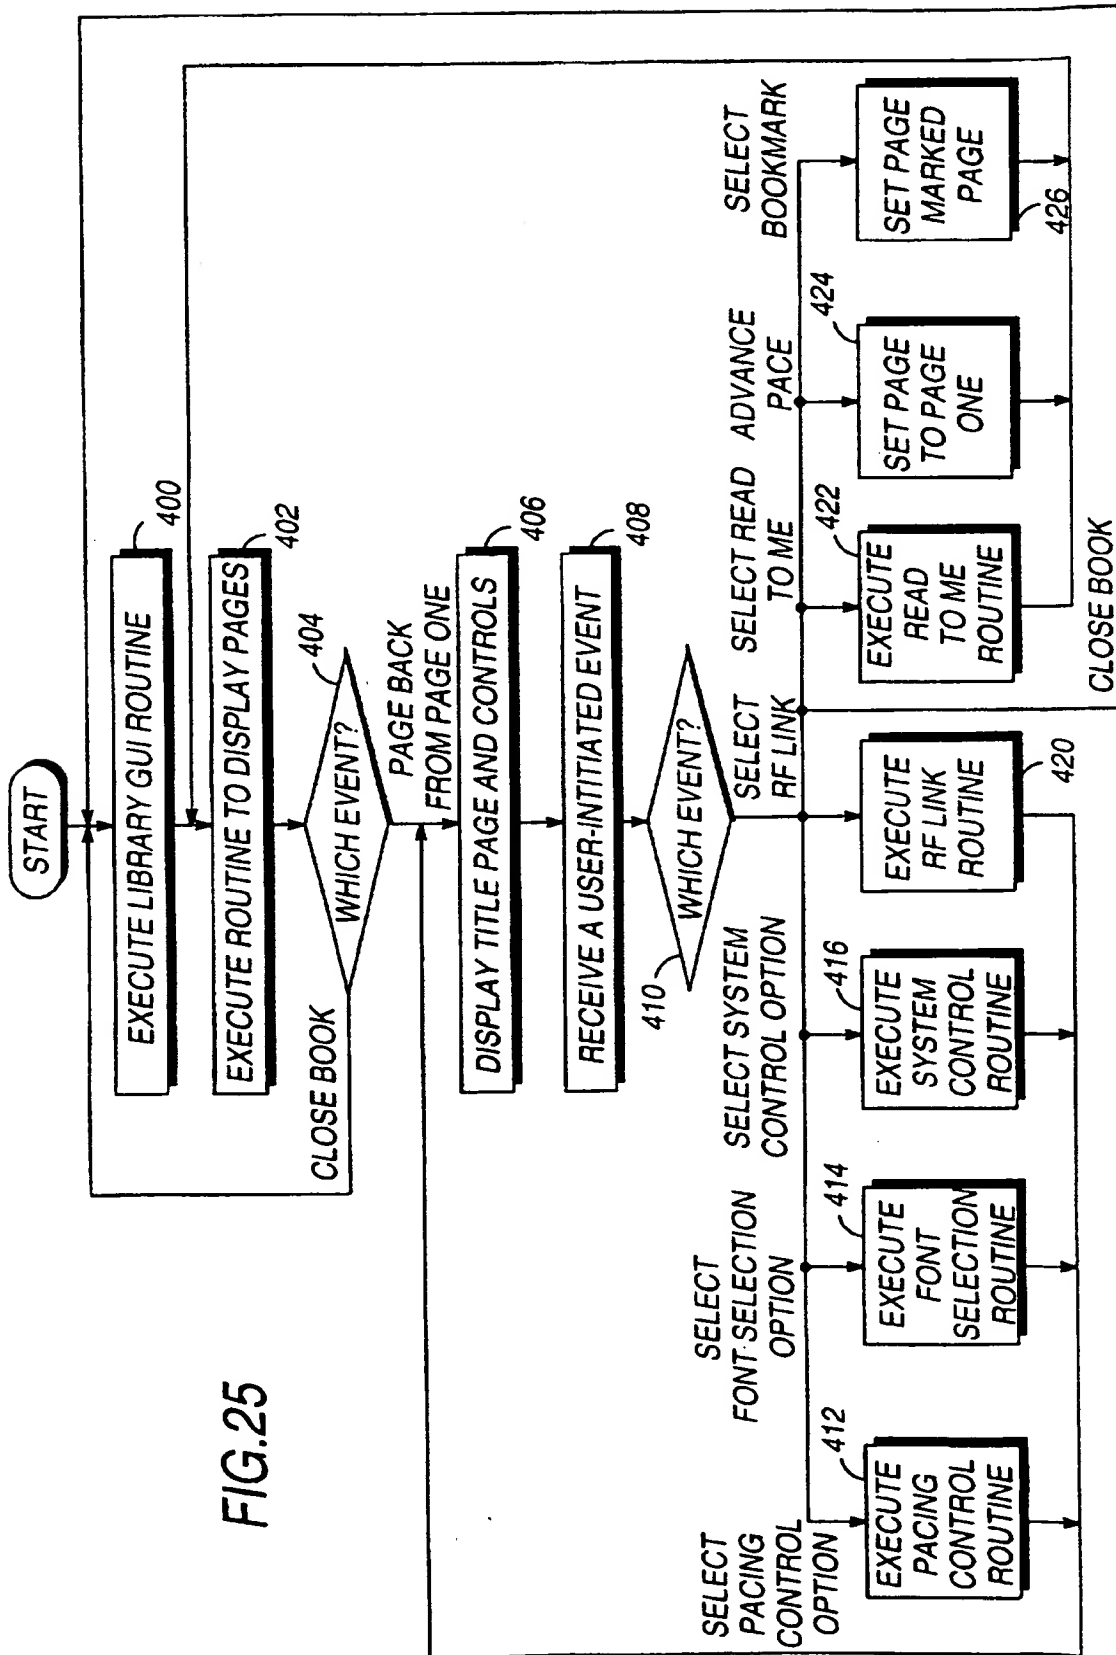 FIG.25
START
EXECUTE LIBRARY GUI ROUTINE
400
EXECUTE ROUTINE TO DISPLAY PAGES
402
WHICH EVENT?
404
CLOSE BOOK
PAGE BACK
FROM PAGE ONE
DISPLAY TITLE PAGE AND CONTROLS
406
RECEIVE A USER-INITIATED EVENT
408
WHICH EVENT?
410
SELECT
PACING
CONTROL
OPTION
SELECT
FONT SELECTION
OPTION
SELECT SYSTEM
CONTROL OPTION
SELECT
RF LINK
SELECT READ
TO ME
ADVANCE
PACE
SELECT
BOOKMARK
412
EXECUTE
PACING
CONTROL
ROUTINE
414
EXECUTE
FONT
SELECTION
ROUTINE
416
EXECUTE
SYSTEM
CONTROL
ROUTINE
EXECUTE
RF LINK
ROUTINE
420
422
EXECUTE
READ
TO ME
ROUTINE
424
SET PAGE
TO PAGE
ONE
SET PAGE
MARKED
PAGE
426
CLOSE BOOK